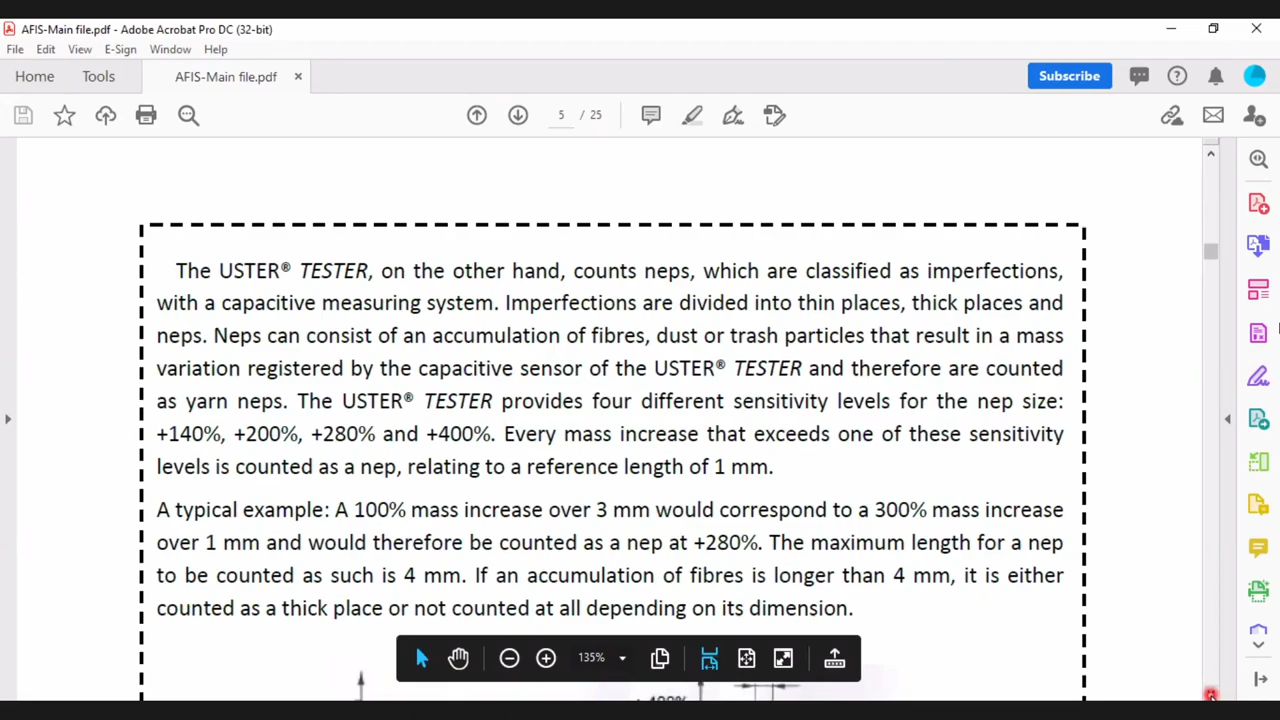 AFIS-Main file.pdf - Adobe Acrobat Pro DC (32-bit)
File Edit View E-Sign Window Help
Home Tools AFIS-Main file.pdf × Subscribe
5 / 25
The USTER® TESTER, on the other hand, counts neps, which are classified as imperfections,
with a capacitive measuring system. Imperfections are divided into thin places, thick places and
neps. Neps can consist of an accumulation of fibres, dust or trash particles that result in a mass
variation registered by the capacitive sensor of the USTER® TESTER and therefore are counted
as yarn neps. The USTER® TESTER provides four different sensitivity levels for the nep size:
+140%, +200%, +280% and +400%. Every mass increase that exceeds one of these sensitivity
levels is counted as a nep, relating to a reference length of 1 mm.
A typical example: A 100% mass increase over 3 mm would correspond to a 300% mass increase
over 1 mm and would therefore be counted as a nep at +280%. The maximum length for a nep
to be counted as such is 4 mm. If an accumulation of fibres is longer than 4 mm, it is either
counted as a thick place or not counted at all depending on its dimension.
135%